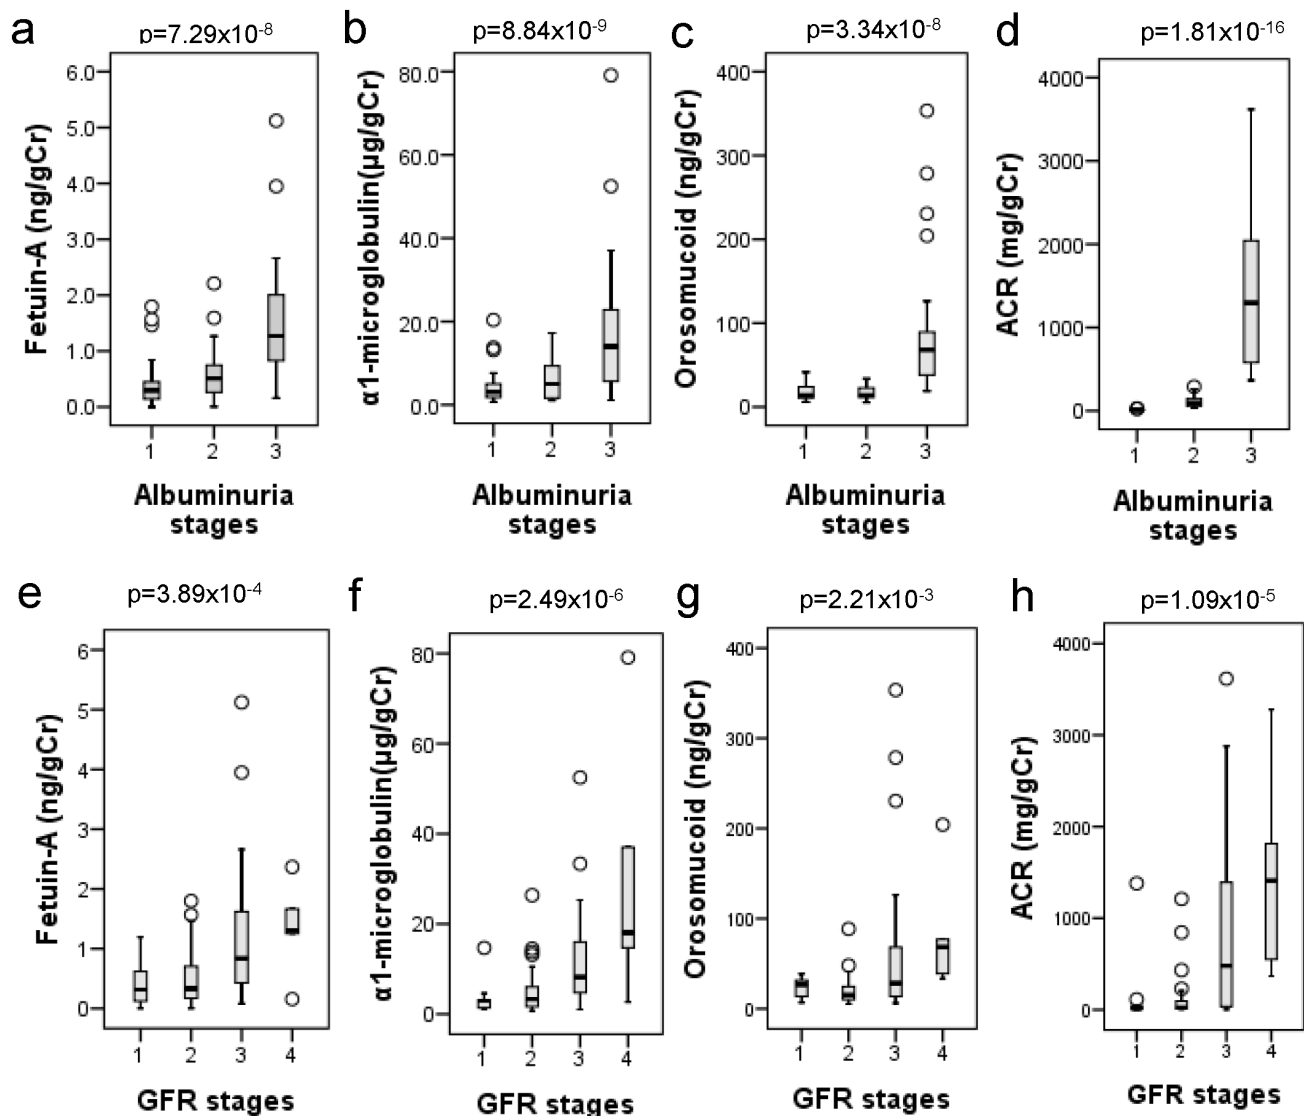 a
p=7.29x10-8
b
p=8.84x10-9
c
p=3.34x10-8
d
p=1.81x10-16
Fetuin-A (ng/gCr)
6.0
5.0
4.0
3.0
2.0
1.0
0.0
1 2 3
Albuminuria
stages
α1-microglobulin(μg/gCr)
80.0
60.0
40.0
20.0
0.0
1 2 3
Albuminuria
stages
Orosomucoid (ng/gCr)
400
300
200
100
0
1 2 3
Albuminuria
stages
ACR (mg/gCr)
4000
3000
2000
1000
0
1 2 3
Albuminuria
stages
e
p=3.89x10-4
f
p=2.49x10-6
g
p=2.21x10-3
h
p=1.09x10-5
Fetuin-A (ng/gCr)
6
5
4
3
2
1
0
1 2 3 4
GFR stages
α1-microglobulin(μg/gCr)
80
60
40
20
0
1 2 3 4
GFR stages
Orosomucoid (ng/gCr)
400
300
200
100
0
1 2 3 4
GFR stages
ACR (mg/gCr)
4000
3000
2000
1000
0
1 2 3 4
GFR stages